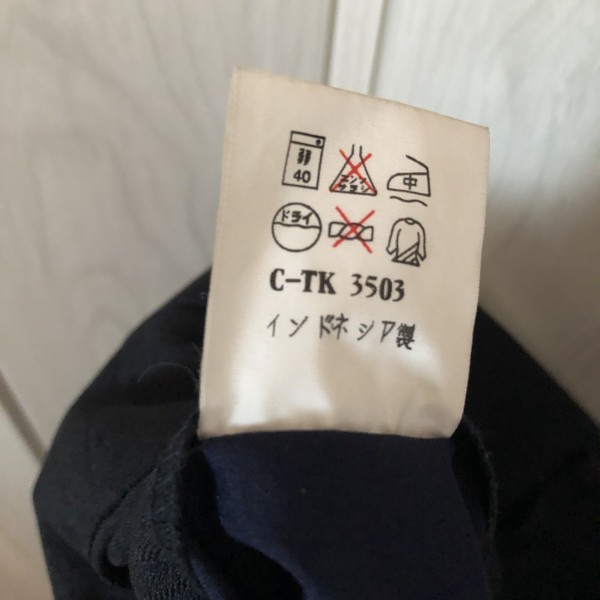 弱
40
エンソ
サラシ
中
ドライ
C-TK 3503
インドネシア製